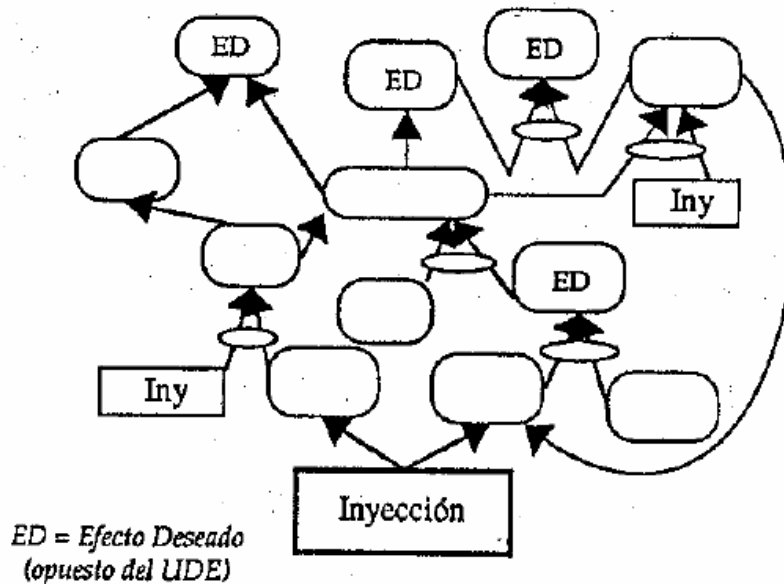 ED
ED
ED
Iny
ED
Iny
Inyección
ED = Efecto Deseado
(opuesto del UDE)